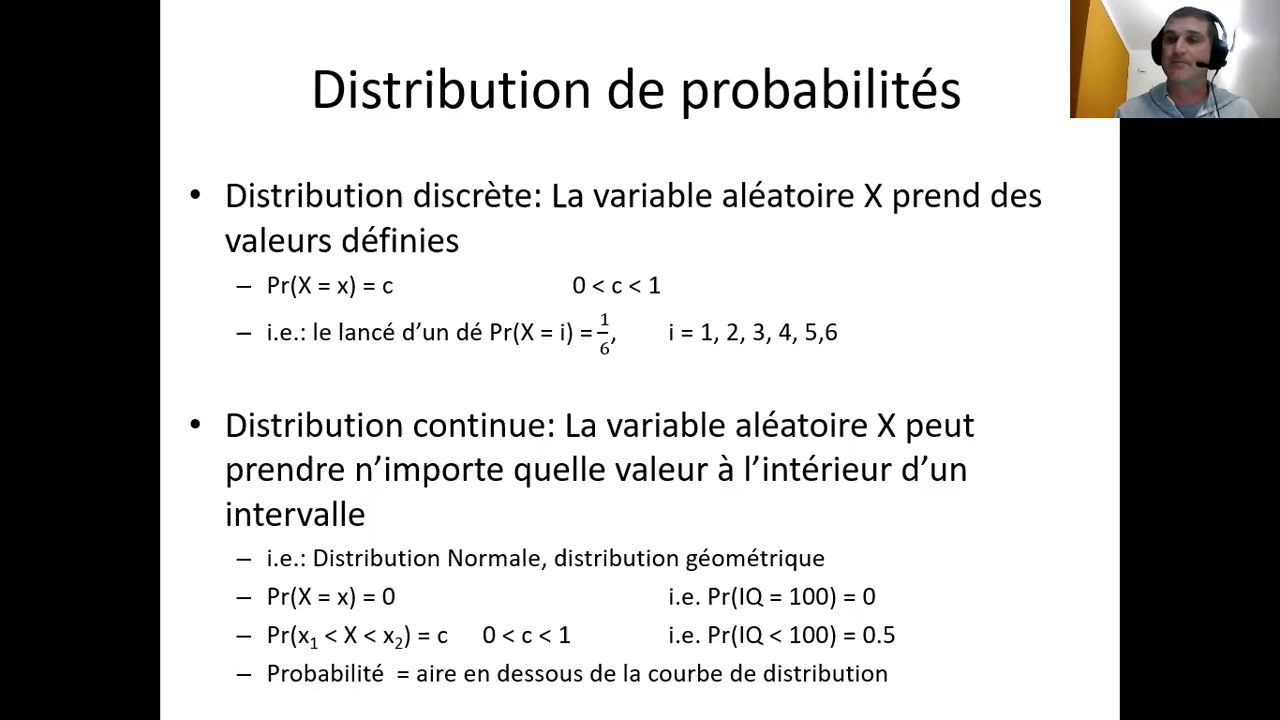 Distribution de probabilités
• Distribution discrète: La variable aléatoire X prend des
valeurs définies
– Pr(X = x) = c 0 < c < 1
– i.e.: le lancé d’un dé Pr(X = i) = 1/6, i = 1, 2, 3, 4, 5,6
• Distribution continue: La variable aléatoire X peut
prendre n’importe quelle valeur à l’intérieur d’un
intervalle
– i.e.: Distribution Normale, distribution géométrique
– Pr(X = x) = 0 i.e. Pr(IQ = 100) = 0
– Pr(x₁ < X < x₂) = c 0 < c < 1 i.e. Pr(IQ < 100) = 0.5
– Probabilité = aire en dessous de la courbe de distribution